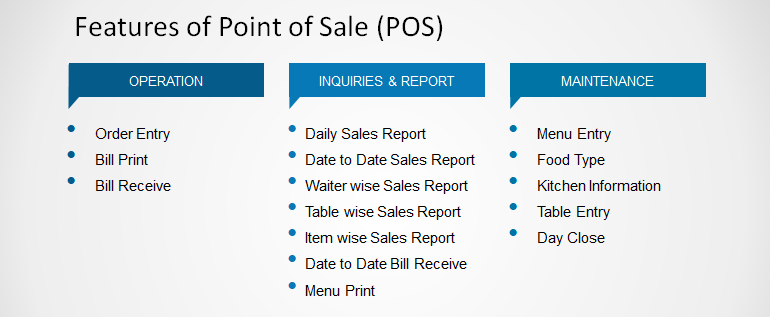 Features of Point of Sale (POS)
OPERATION
Order Entry
Bill Print
Bill Receive
INQUIRIES & REPORT
Daily Sales Report
Date to Date Sales Report
Waiter wise Sales Report
Table wise Sales Report
Item wise Sales Report
Date to Date Bill Receive
Menu Print
MAINTENANCE
Menu Entry
Food Type
Kitchen Information
Table Entry
Day Close